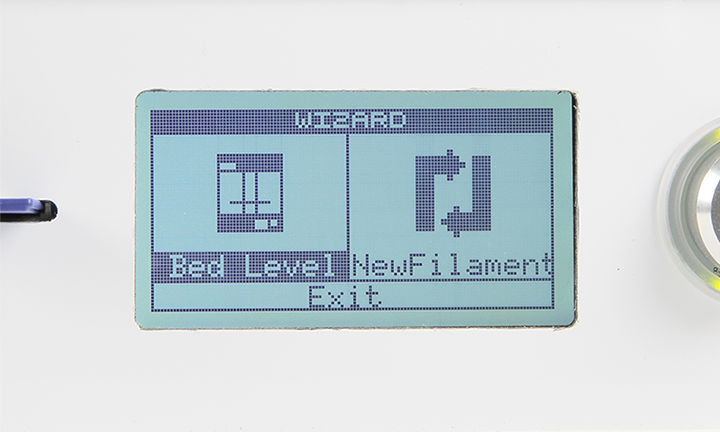 WIZARD
Bed Level NewFilament
Exit